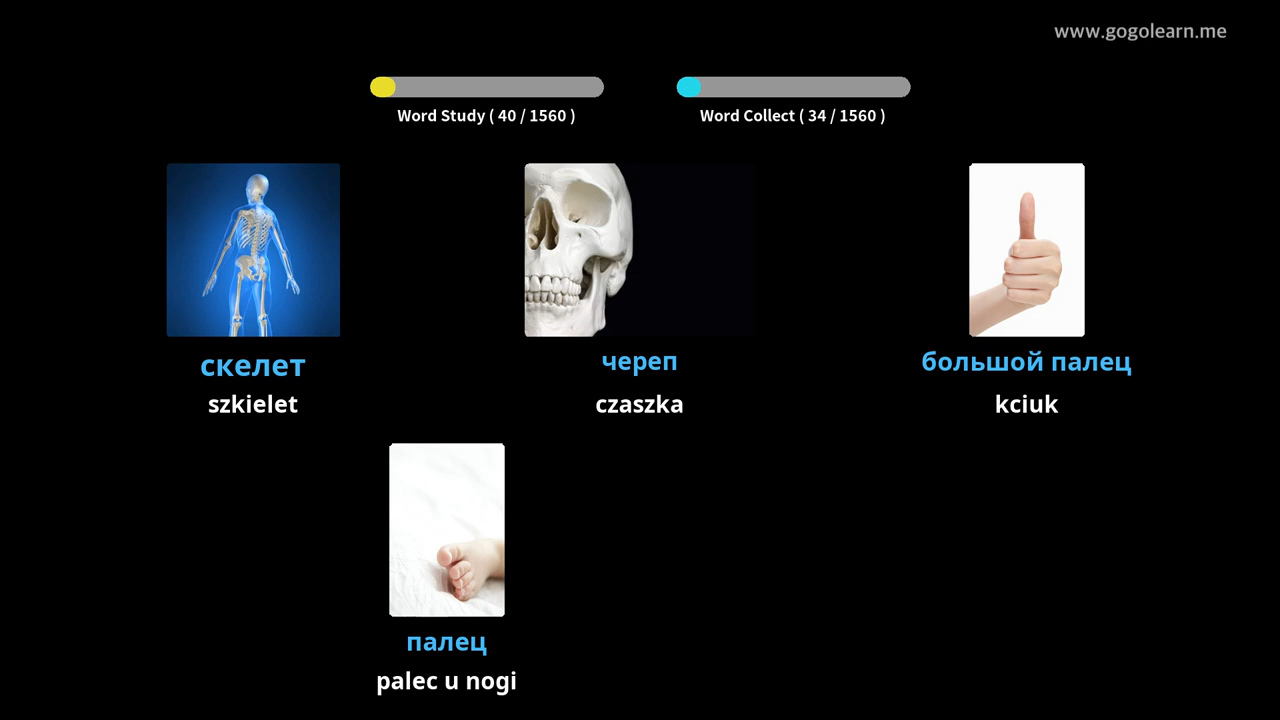 www.gogolearn.me
Word Study ( 40 / 1560 )
Word Collect ( 34 / 1560 )
скелет
szkielet
череп
czaszka
большой палец
kciuk
палец
palec u nogi